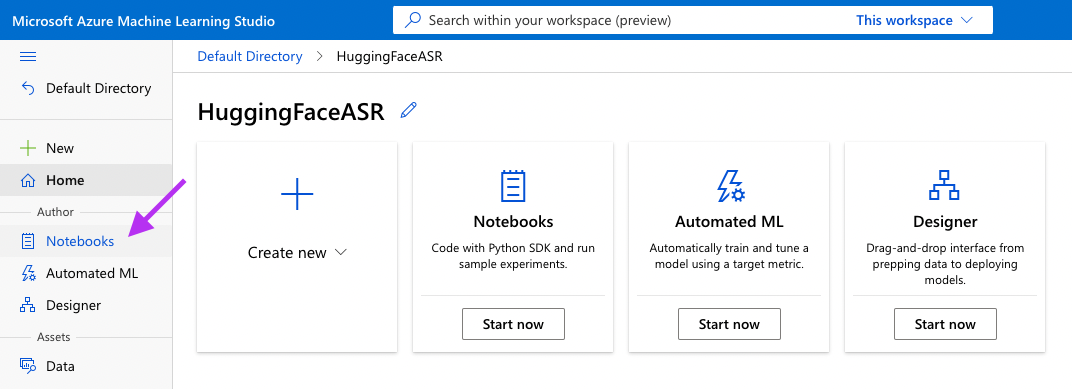 Microsoft Azure Machine Learning Studio
Search within your workspace (preview)
This workspace
Default Directory
HuggingFaceASR
Default Directory
New
Home
Author
Notebooks
Automated ML
Designer
Assets
Data
HuggingFaceASR
Create new
Notebooks
Code with Python SDK and run
sample experiments.
Start now
Automated ML
Automatically train and tune a
model using a target metric.
Start now
Designer
Drag-and-drop interface from
prepping data to deploying
models.
Start now